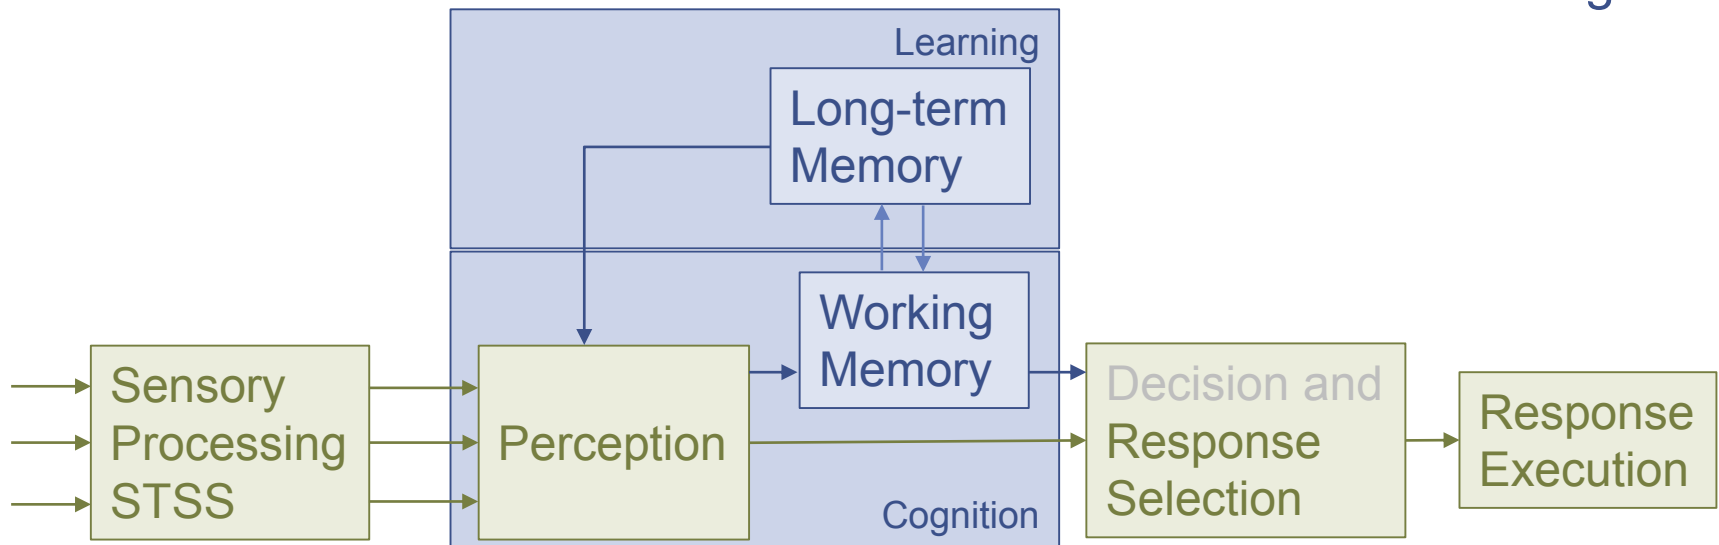 Learning
Long-term
Memory
Working
Memory
Sensory
Processing
STSS
Perception
Cognition
Decision and
Response
Selection
Response
Execution